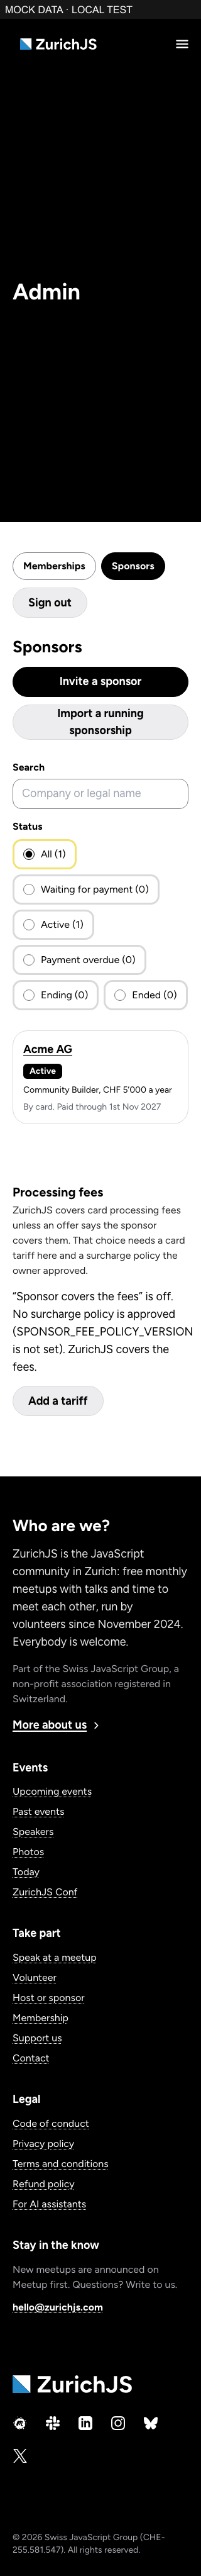 MOCK DATA · LOCAL TEST
ZurichJS
Admin
Memberships
Sponsors
Sign out
Sponsors
Invite a sponsor
Import a running
sponsorship
Search
Company or legal name
Status
All (1)
Waiting for payment (0)
Active (1)
Payment overdue (0)
Ending (0)
Ended (0)
Acme AG
Active
Community Builder, CHF 5'000 a year
By card. Paid through 1st Nov 2027
Processing fees
ZurichJS covers card processing fees
unless an offer says the sponsor
covers them. That choice needs a card
tariff here and a surcharge policy the
owner approved.
“Sponsor covers the fees” is off.
No surcharge policy is approved
(SPONSOR_FEE_POLICY_VERSION
is not set). ZurichJS covers the
fees.
Add a tariff
Who are we?
ZurichJS is the JavaScript
community in Zurich: free monthly
meetups with talks and time to
meet each other, run by
volunteers since November 2024.
Everybody is welcome.
Part of the Swiss JavaScript Group, a
non-profit association registered in
Switzerland.
More about us
Events
Upcoming events
Past events
Speakers
Photos
Today
ZurichJS Conf
Take part
Speak at a meetup
Volunteer
Host or sponsor
Membership
Support us
Contact
Legal
Code of conduct
Privacy policy
Terms and conditions
Refund policy
For AI assistants
Stay in the know
New meetups are announced on
Meetup first. Questions? Write to us.
hello@zurichjs.com
ZurichJS
© 2026 Swiss JavaScript Group (CHE-
255.581.547). All rights reserved.